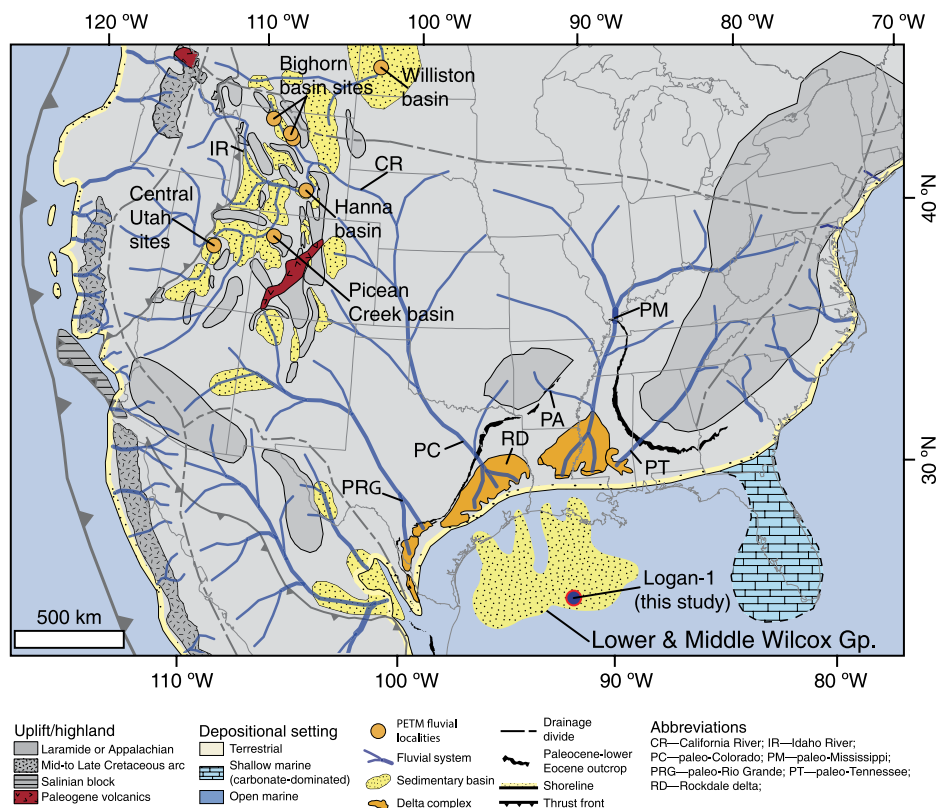 120 °W 110 °W 100 °W 90 °W 80 °W 70 °W
Bighorn
basin sites
Williston
basin
IR
CR
40 °N
Central
Utah
sites
Hanna
basin
Picean
Creek basin
PM
PA
PC
RD
PT
30 °N
PRG
Logan-1
(this study)
500 km
Lower & Middle Wilcox Gp.
110 °W 100 °W 90 °W 80 °W
Uplift/highland
Laramide or Appalachian
Mid-to Late Cretaceous arc
Salinian block
Paleogene volcanics
Depositional setting
Terrestrial
Shallow marine
(carbonate-dominated)
Open marine
PETM fluvial
localities
Fluvial system
Sedimentary basin
Delta complex
Drainage
divide
Paleocene-lower
Eocene outcrop
Shoreline
Thrust front
Abbreviations
CR—California River; IR—Idaho River;
PC—paleo-Colorado; PM—paleo-Mississippi;
PRG—paleo-Rio Grande; PT—paleo-Tennessee;
RD—Rockdale delta;